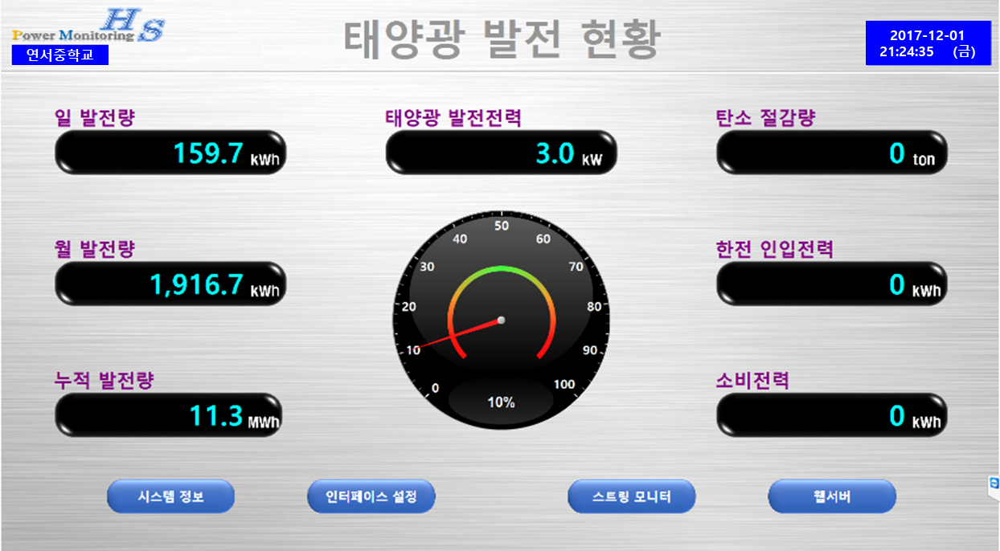 HS
Power Monitoring
연서중학교
태양광 발전 현황
2017-12-01
21:24:35 (금)
일 발전량
159.7 kWh
태양광 발전전력
3.0 kW
탄소 절감량
0 ton
월 발전량
1,916.7 kWh
한전 인입전력
0 kWh
누적 발전량
11.3 MWh
소비전력
0 kWh
0
10
20
30
40
50
60
70
80
90
100
10%
시스템 정보
인터페이스 설정
스트링 모니터
웹서버